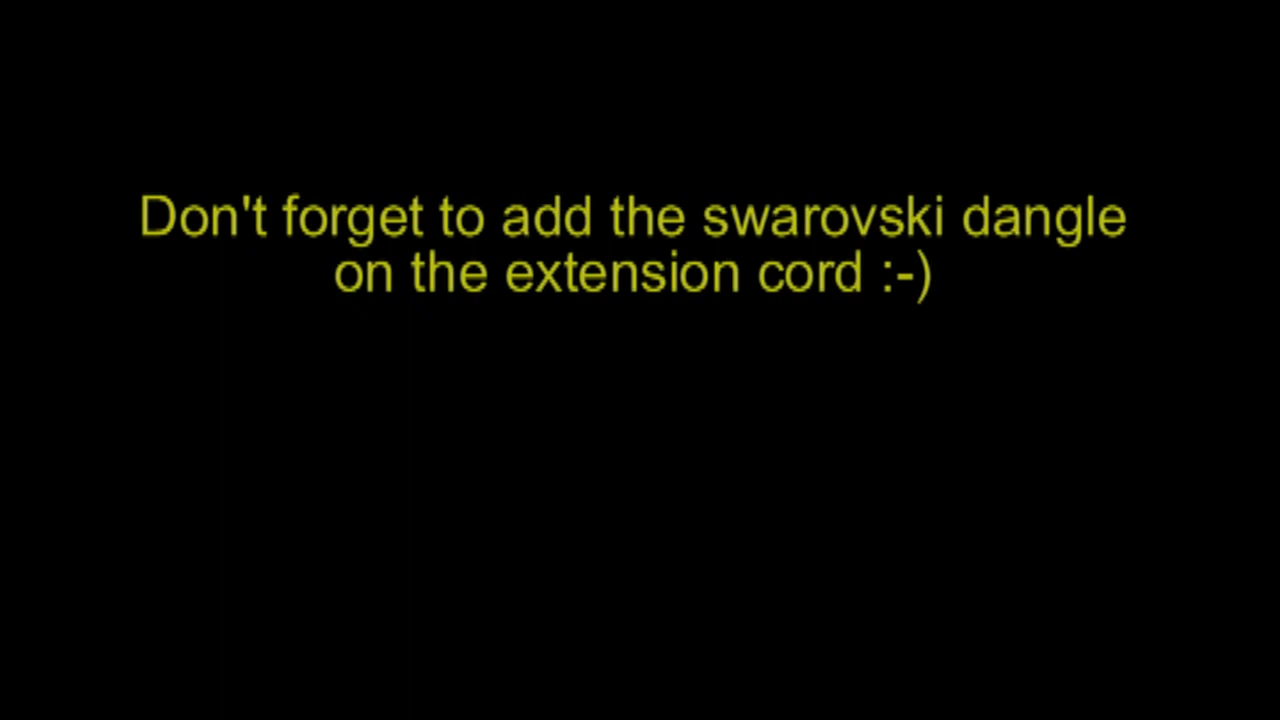 Don't forget to add the swarovski dangle
on the extension cord :-)